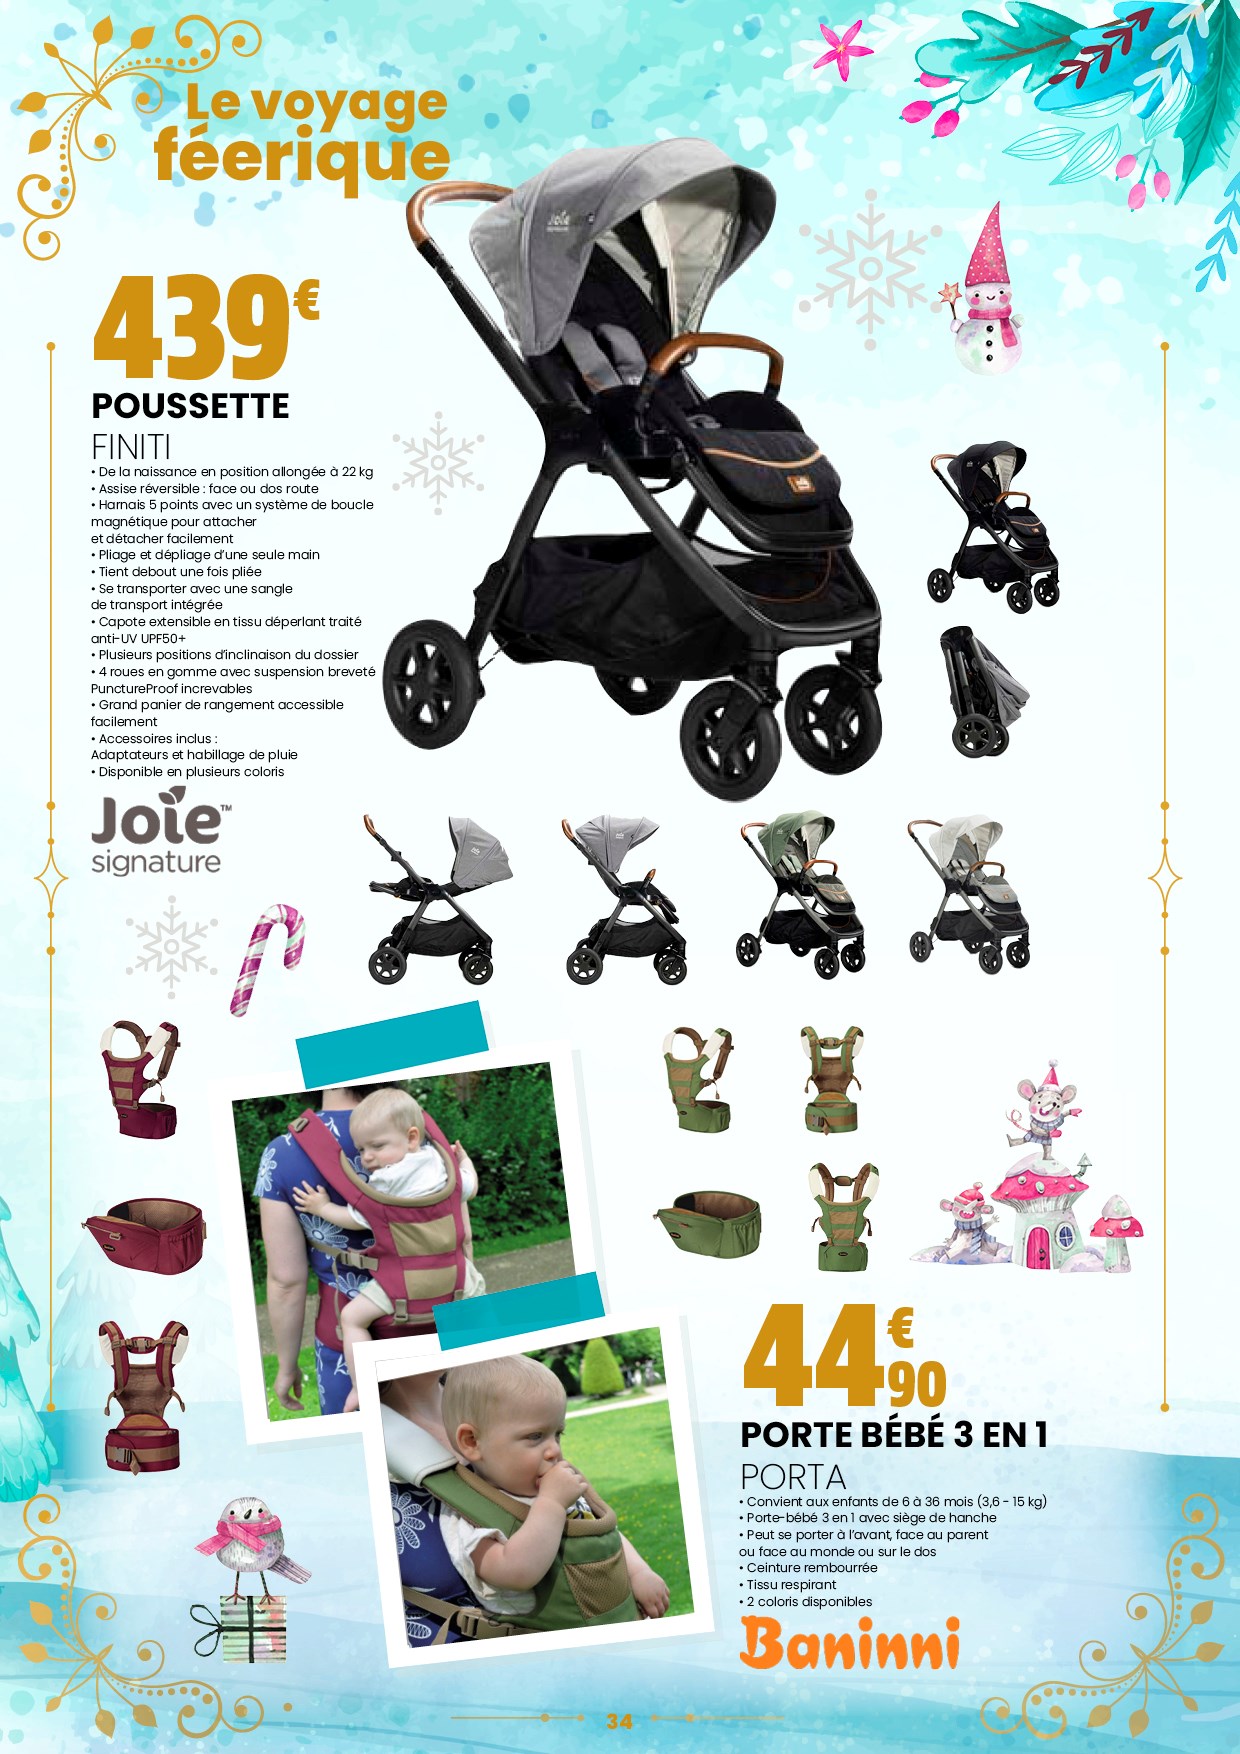 Le voyage
féerique
439€
POUSSETTE
FINITI
• De la naissance en position allongée à 22 kg
• Assise réversible : face ou dos route
• Harnais 5 points avec un système de boucle
magnétique pour attacher
et détacher facilement
• Pliage et dépliage d'une seule main
• Tient debout une fois pliée
• Se transporter avec une sangle
de transport intégrée
• Capote extensible en tissu déperlant traité
anti-UV UPF50+
• Plusieurs positions d'inclinaison du dossier
• 4 roues en gomme avec suspension breveté
PunctureProof increvables
• Grand panier de rangement accessible
facilement
• Accessoires inclus :
Adaptateurs et habillage de pluie
• Disponible en plusieurs coloris
Joie™
signature
Joie
44€90
PORTE BÉBÉ 3 EN 1
PORTA
• Convient aux enfants de 6 à 36 mois (3,6 - 15 kg)
• Porte-bébé 3 en 1 avec siège de hanche
• Peut se porter à l'avant, face au parent
ou face au monde ou sur le dos
• Ceinture rembourrée
• Tissu respirant
• 2 coloris disponibles
Baninni
34